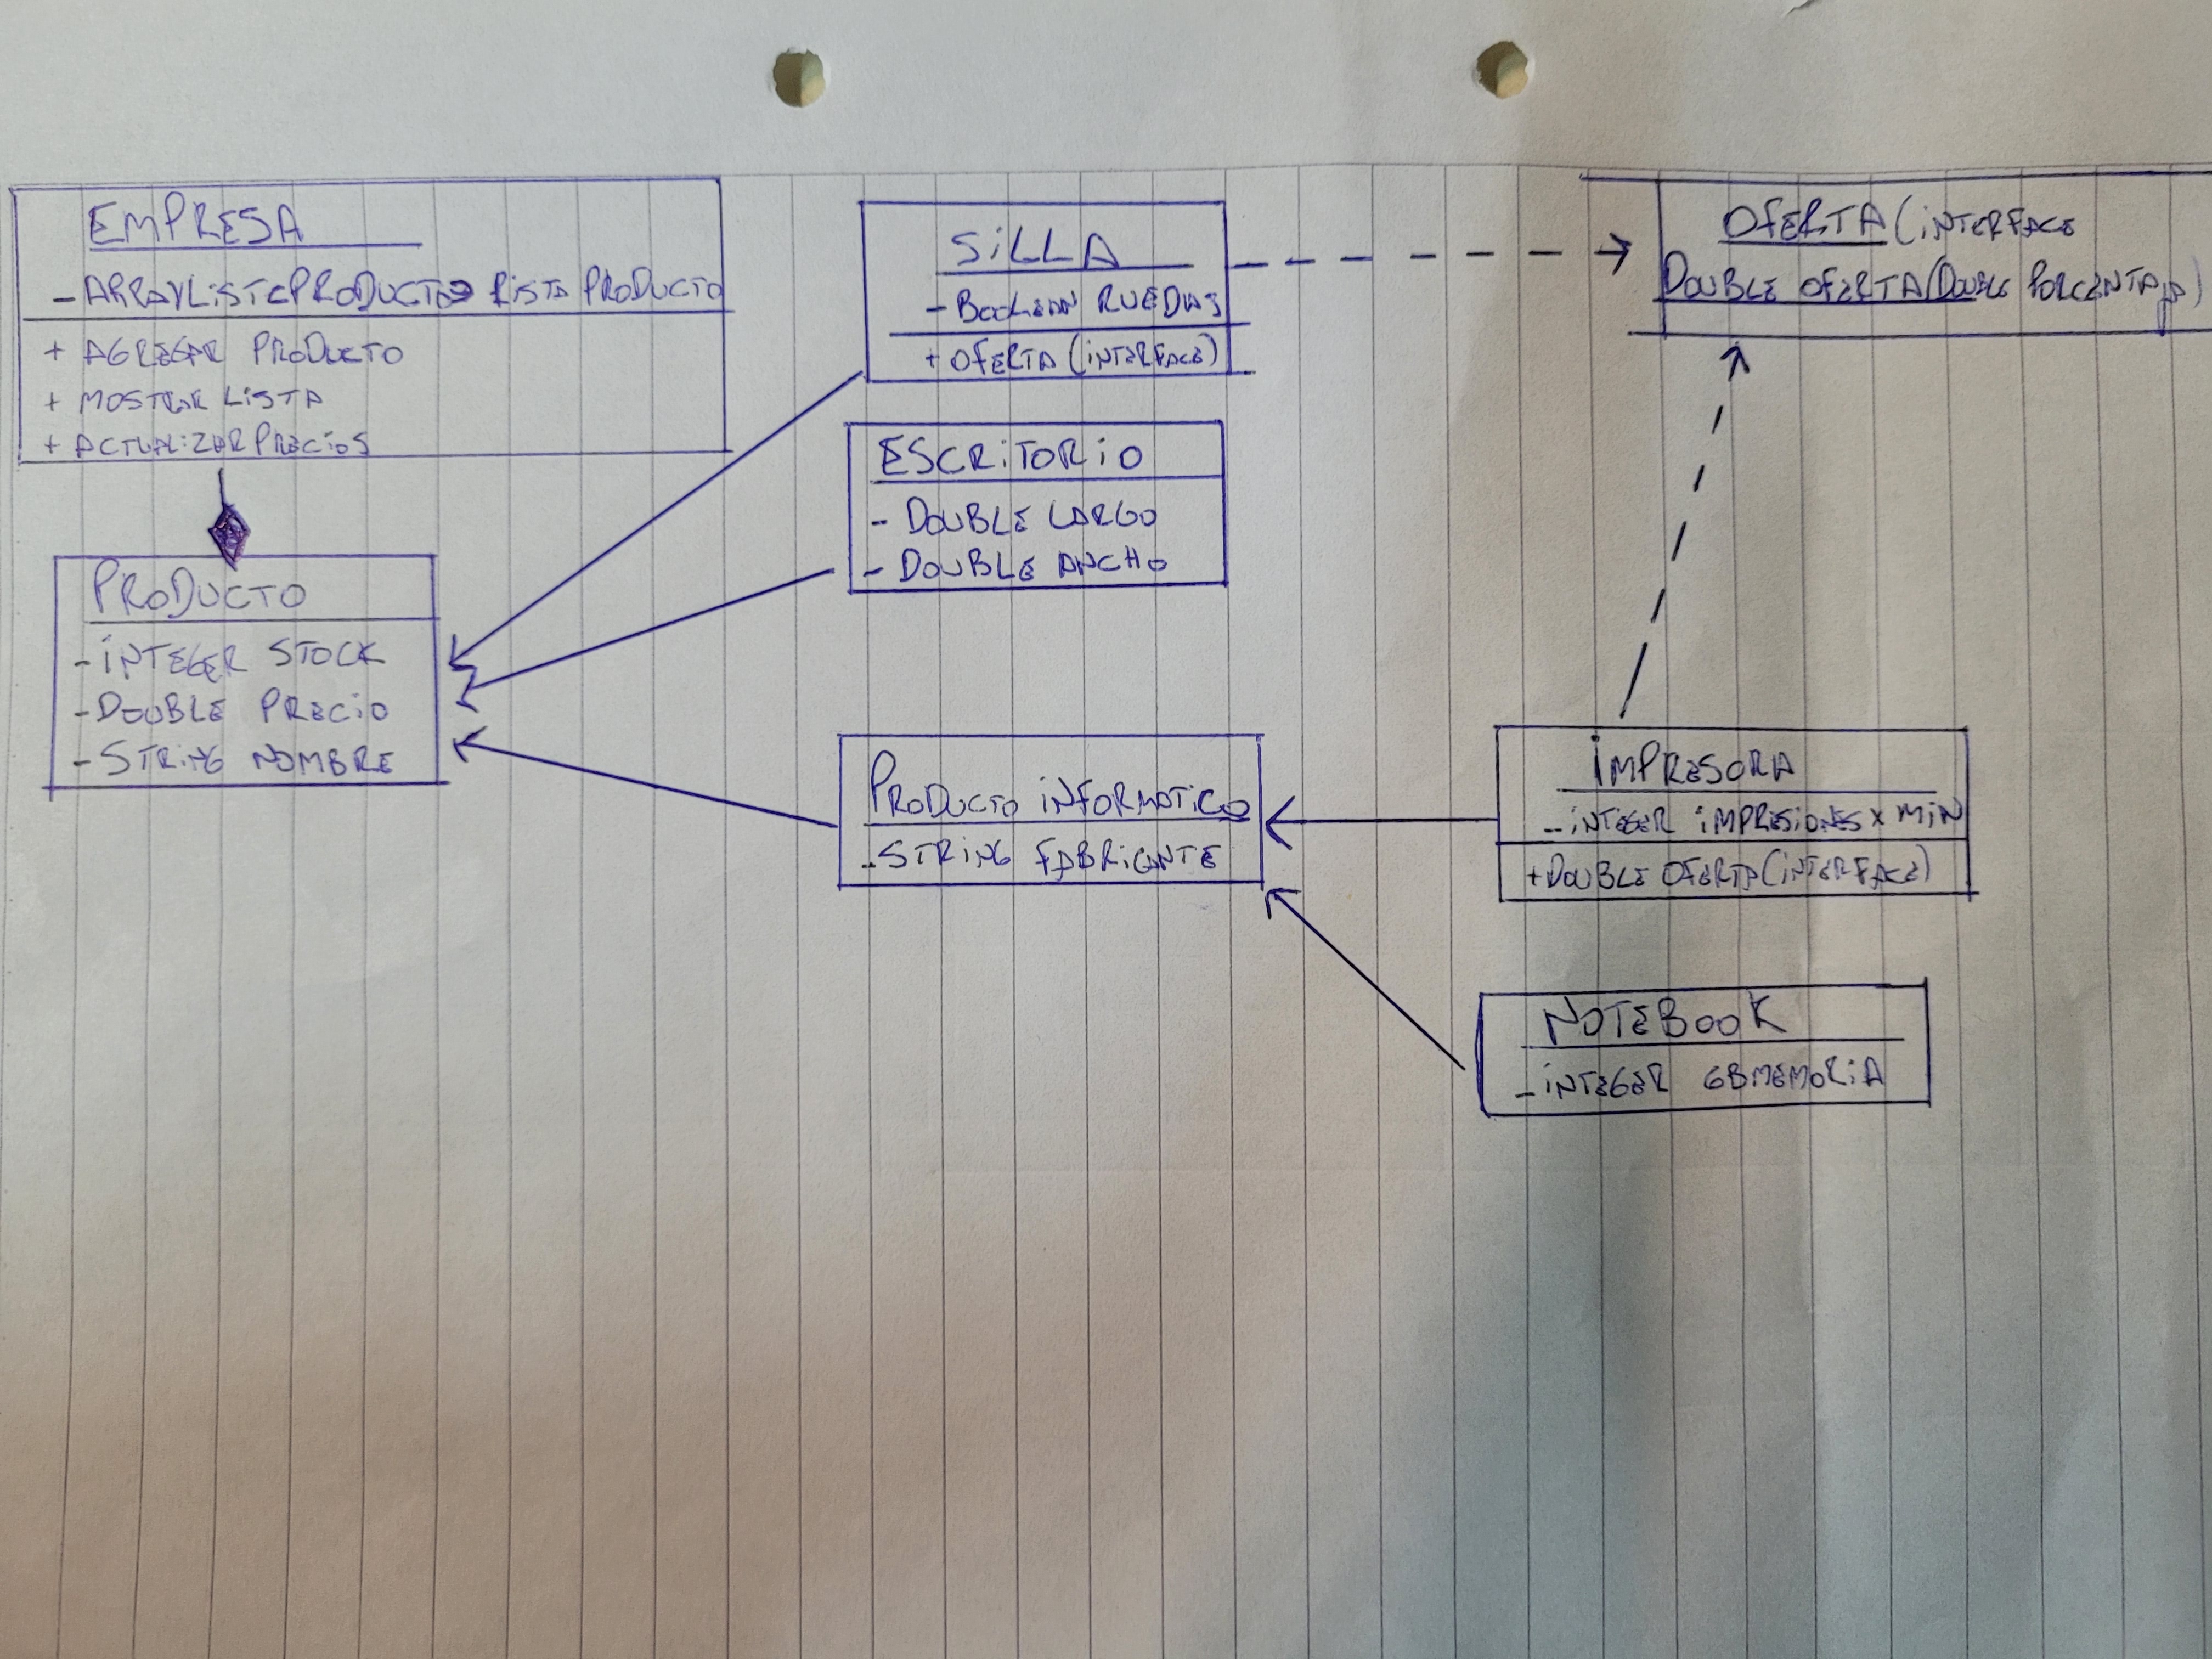 EMPRESA
- ARRAYLIST<PRODUCTO> LISTA PRODUCTO
+ AGREGAR PRODUCTO
+ MOSTRAR LISTA
+ ACTUALIZAR PRECIOS
PRODUCTO
- INTEGER STOCK
- DOUBLE PRECIO
- STRING NOMBRE
SILLA
- BOOLEAN RUEDAS
+ OFERTA (INTERFACE)
ESCRITORIO
- DOUBLE LARGO
- DOUBLE ANCHO
PRODUCTO INFORMATICO
- STRING FABRICANTE
OFERTA (INTERFACE
DOUBLE OFERTA (DOUBLE PORCENTAJE)
IMPRESORA
- INTEGER IMPRESIONES X MIN
+ DOUBLE OFERTA (INTERFACE)
NOTEBOOK
- INTEGER GBMEMORIA